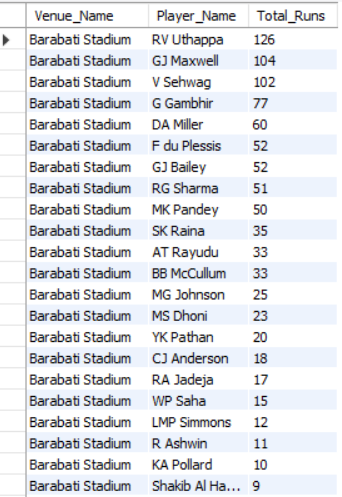 Venue_Name Player_Name Total_Runs
Barabati Stadium RV Uthappa 126
Barabati Stadium GJ Maxwell 104
Barabati Stadium V Sehwag 102
Barabati Stadium G Gambhir 77
Barabati Stadium DA Miller 60
Barabati Stadium F du Plessis 52
Barabati Stadium GJ Bailey 52
Barabati Stadium RG Sharma 51
Barabati Stadium MK Pandey 50
Barabati Stadium SK Raina 35
Barabati Stadium AT Rayudu 33
Barabati Stadium BB McCullum 33
Barabati Stadium MG Johnson 25
Barabati Stadium MS Dhoni 23
Barabati Stadium YK Pathan 20
Barabati Stadium CJ Anderson 18
Barabati Stadium RA Jadeja 17
Barabati Stadium WP Saha 15
Barabati Stadium LMP Simmons 12
Barabati Stadium R Ashwin 11
Barabati Stadium KA Pollard 10
Barabati Stadium Shakib Al Ha... 9